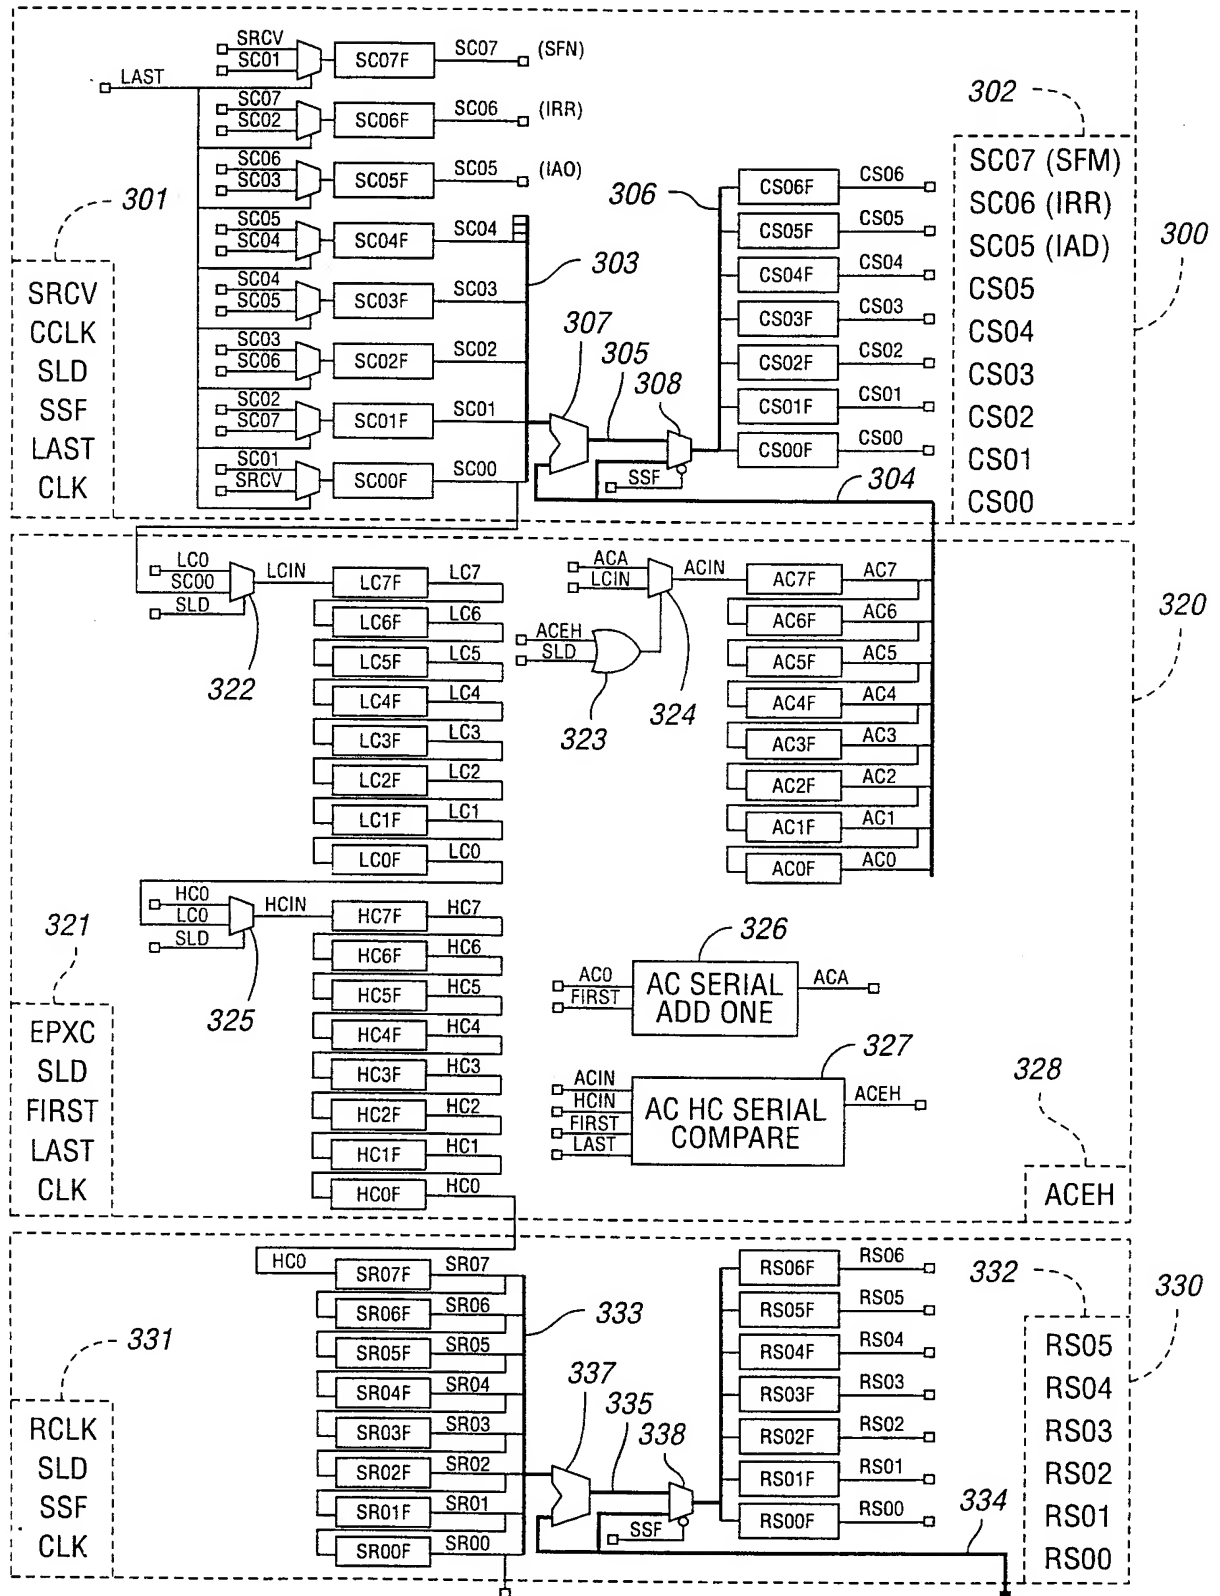 SRCV
SC01
SC07F
SC07
(SFN)
LAST
SC07
SC02
SC06F
SC06
(IRR)
SC06
SC03
SC05F
SC05
(IAO)
SC05
SC04
SC04F
SC04
SC04
SC05
SC03F
SC03
SC03
SC06
SC02F
SC02
SC02
SC07
SC01F
SC01
SC01
SRCV
SC00F
SC00
301
SRCV
CCLK
SLD
SSF
LAST
CLK
303
307
305
308
306
SSF
304
CS06F
CS06
CS05F
CS05
CS04F
CS04
CS03F
CS03
CS02F
CS02
CS01F
CS01
CS00F
CS00
302
SC07 (SFM)
SC06 (IRR)
SC05 (IAD)
CS05
CS04
CS03
CS02
CS01
CS00
300
LC0
SC00
SLD
LCIN
322
LC7F
LC7
LC6F
LC6
LC5F
LC5
LC4F
LC4
LC3F
LC3
LC2F
LC2
LC1F
LC1
LC0F
LC0
ACA
LCIN
ACIN
ACEH
SLD
323
324
AC7F
AC7
AC6F
AC6
AC5F
AC5
AC4F
AC4
AC3F
AC3
AC2F
AC2
AC1F
AC1
AC0F
AC0
320
HC0
LC0
SLD
HCIN
325
HC7F
HC7
HC6F
HC6
HC5F
HC5
HC4F
HC4
HC3F
HC3
HC2F
HC2
HC1F
HC1
HC0F
HC0
321
EPXC
SLD
FIRST
LAST
CLK
326
AC0
FIRST
AC SERIAL
ADD ONE
ACA
327
ACIN
HCIN
FIRST
LAST
AC HC SERIAL
COMPARE
ACEH
328
ACEH
HC0
SR07F
SR07
SR06F
SR06
SR05F
SR05
SR04F
SR04
SR03F
SR03
SR02F
SR02
SR01F
SR01
SR00F
SR00
331
RCLK
SLD
SSF
CLK
333
337
335
338
SSF
334
RS06F
RS06
RS05F
RS05
RS04F
RS04
RS03F
RS03
RS02F
RS02
RS01F
RS01
RS00F
RS00
332
RS05
RS04
RS03
RS02
RS01
RS00
330